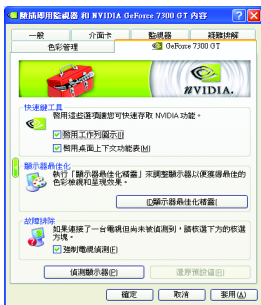 隨插即用監視器 和 NVIDIA GeForce 7300 GT 內容
一般
介面卡
監視器
疑難排解
色彩管理
GeForce 7300 GT
NVIDIA.
快速鍵工具
啟用這些選項讓您可快速存取 NVIDIA 功能。
啟用工作列圖示(I)
啟用桌面上下文功能表(M)
顯示器最佳化
執行「顯示器最佳化精靈」來調整顯示器以便獲得最佳的
色彩檢視和呈現效果。
顯示器最佳化精靈(
故障排除
如果連接了一台電視但尚未被偵測到，請核選下方的核選
方塊。
強制電視偵測(F)
偵測顯示器(P)
還原預設值(R)
確定
取消
套用(A)